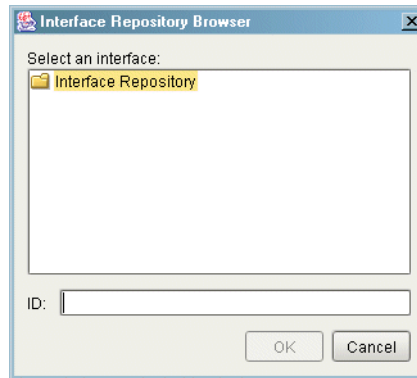 Interface Repository Browser
Select an interface:
Interface Repository
ID:
OK
Cancel